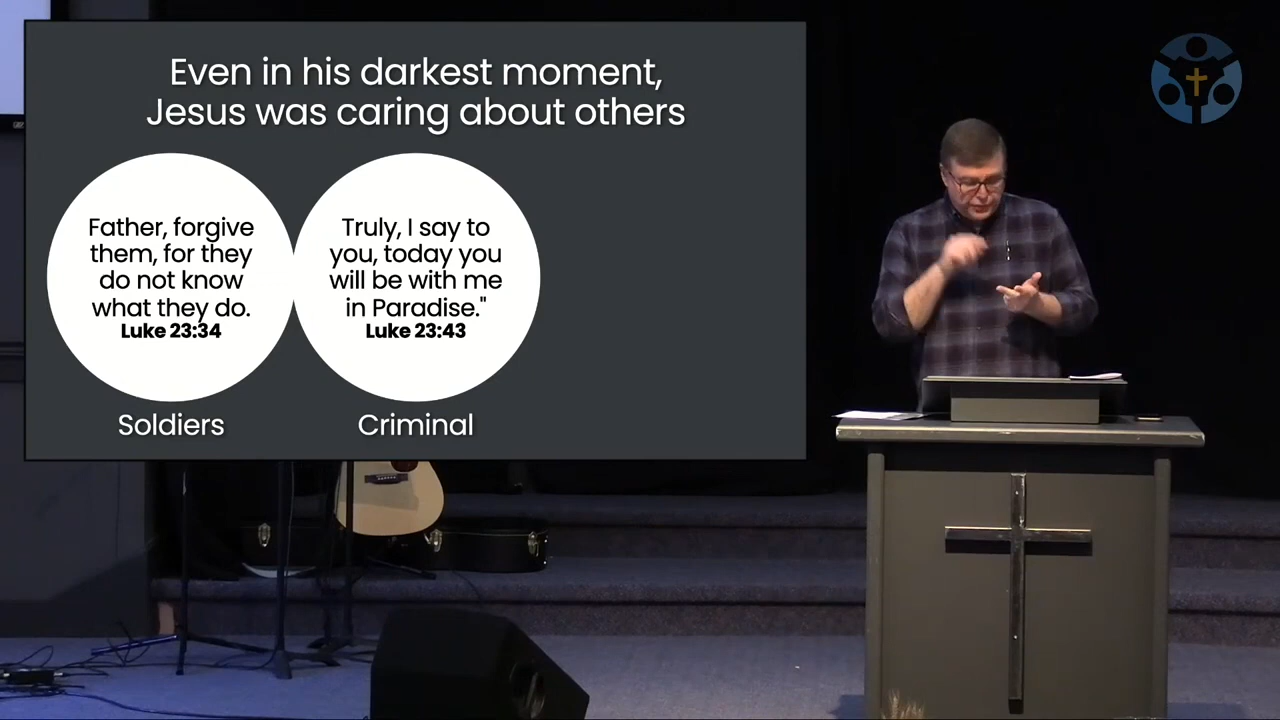 Even in his darkest moment,
Jesus was caring about others
Father, forgive
them, for they
do not know
what they do.
Luke 23:34
Truly, I say to
you, today you
will be with me
in Paradise."
Luke 23:43
Soldiers
Criminal